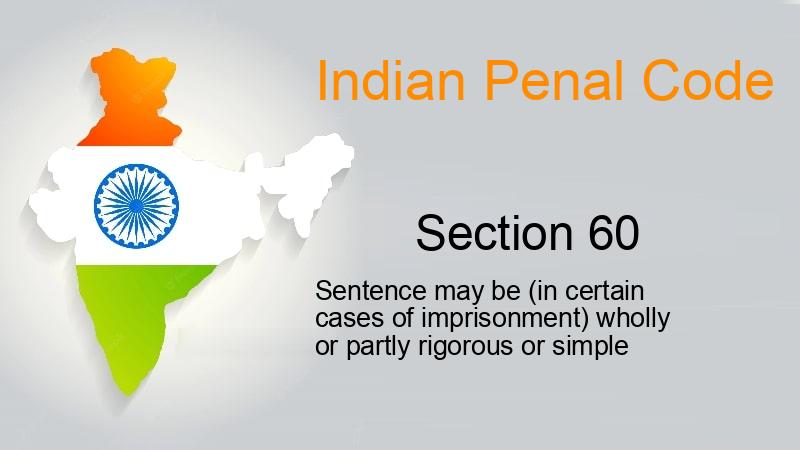 Indian Penal Code
Section 60
Sentence may be (in certain
cases of imprisonment) wholly
or partly rigorous or simple